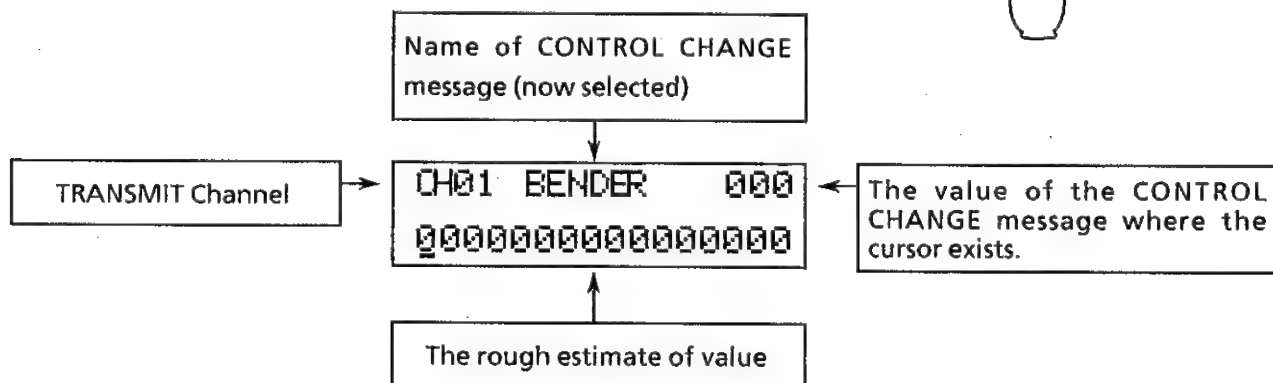 Name of CONTROL CHANGE
message (now selected)
TRANSMIT Channel
CH01 BENDER 000
0000000000000000
The value of the CONTROL
CHANGE message where the
cursor exists.
The rough estimate of value